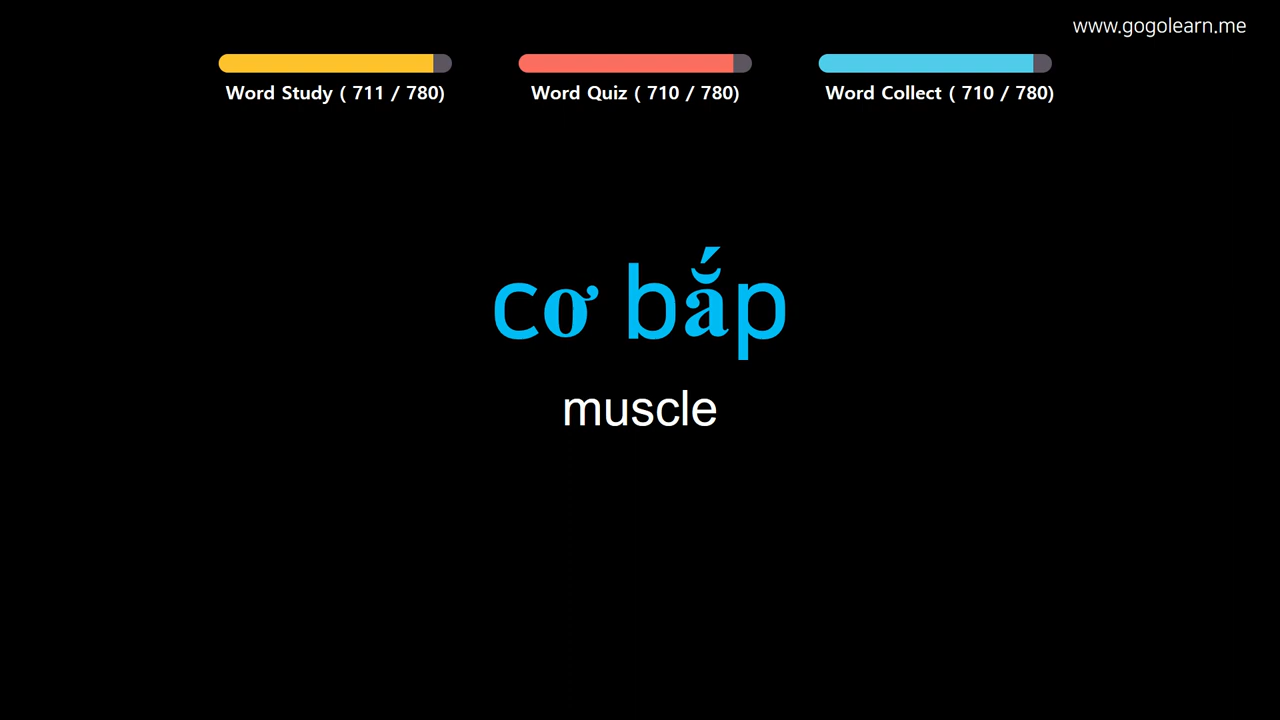 www.gogolearn.me
Word Study ( 711 / 780)
Word Quiz ( 710 / 780)
Word Collect ( 710 / 780)
cơ bắp
muscle